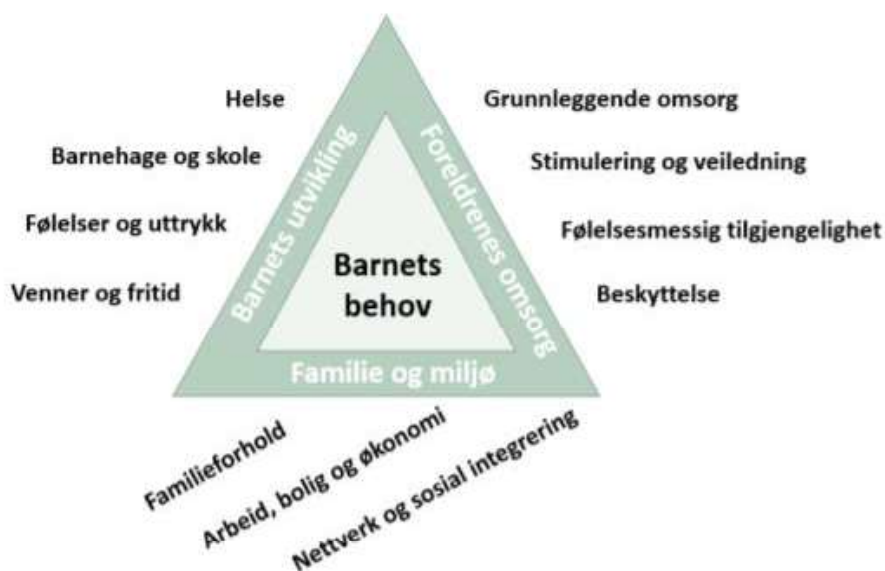 Helse
Barnehage og skole
Følelser og uttrykk
Venner og fritid
Barnets utvikling
Barnets
behov
Foreldrenes omsorg
Grunnleggende omsorg
Stimulering og veiledning
Følelsesmessig tilgjengelighet
Beskyttelse
Familie og miljø
Familieforhold
Arbeid, bolig og økonomi
Nettverk og sosial integrering